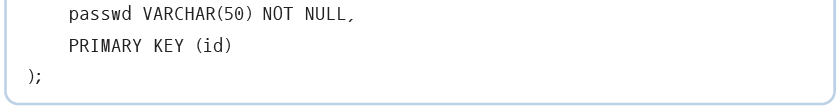 passwd VARCHAR(50) NOT NULL,
PRIMARY KEY (id)
);